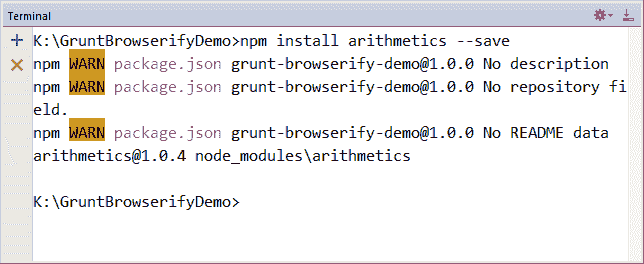 Terminal
K:\GruntBrowserifyDemo>npm install arithmetics --save
npm WARN package.json grunt-browserify-demo@1.0.0 No description
npm WARN package.json grunt-browserify-demo@1.0.0 No repository fi
eld.
npm WARN package.json grunt-browserify-demo@1.0.0 No README data
arithmetics@1.0.4 node_modules\arithmetics
K:\GruntBrowserifyDemo>